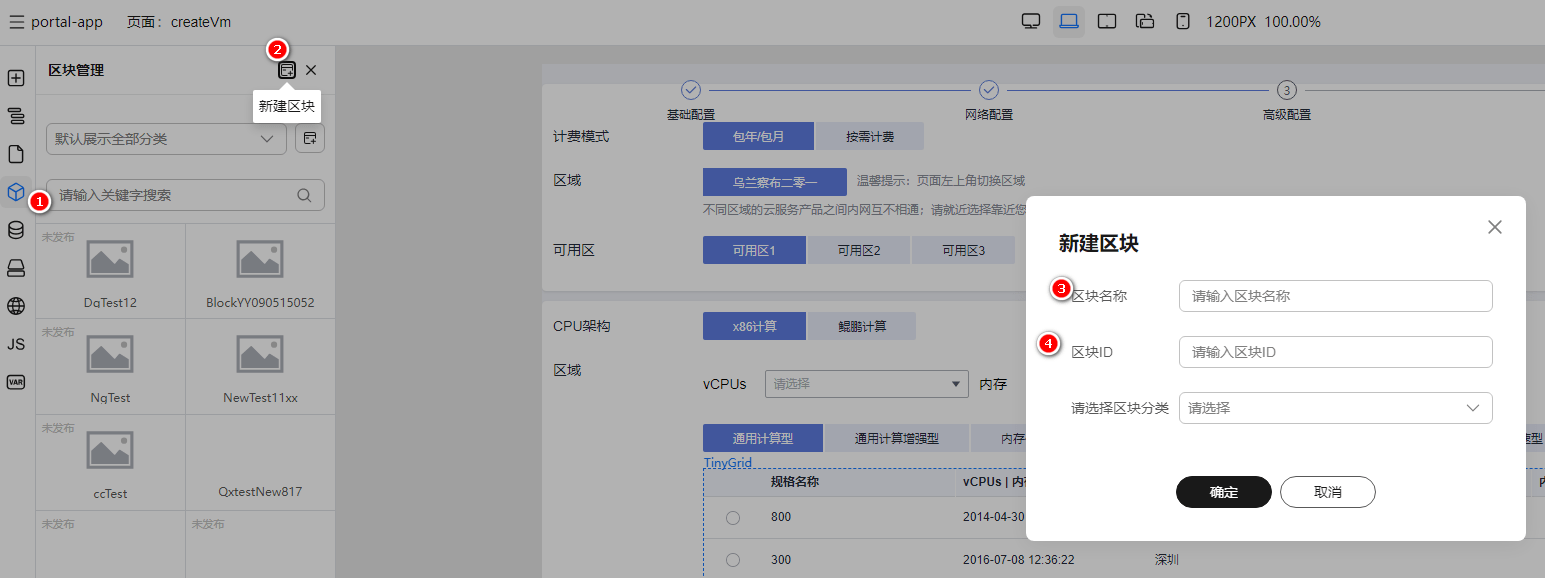 portal-app 页面：createVm 1200PX 100.00%
2
区块管理
新建区块
默认展示全部分类
1
请输入关键字搜索
未发布
DqTest12 BlockYY090515052
未发布
NgTest NewTest11xx
未发布
ccTest QxtestNew817
未发布 未发布
JS
VAR
3
基础配置 网络配置 高级配置
计费模式 包年/包月 按需计费
区域 乌兰察布二零一 温馨提示：页面左上角切换区域
不同区域的云服务产品之间内网互不相通；请就近选择靠近您
可用区 可用区1 可用区2 可用区3
CPU架构 x86计算 鲲鹏计算
区域
vCPUs 请选择 内存
通用计算型 通用计算增强型 内存
TinyGrid
规格名称 vCPUs | 内存
800 2014-04-30
300 2016-07-08 12:36:22 深圳
新建区块
3 区块名称 请输入区块名称
4 区块ID 请输入区块ID
请选择区块分类 请选择
确定 取消